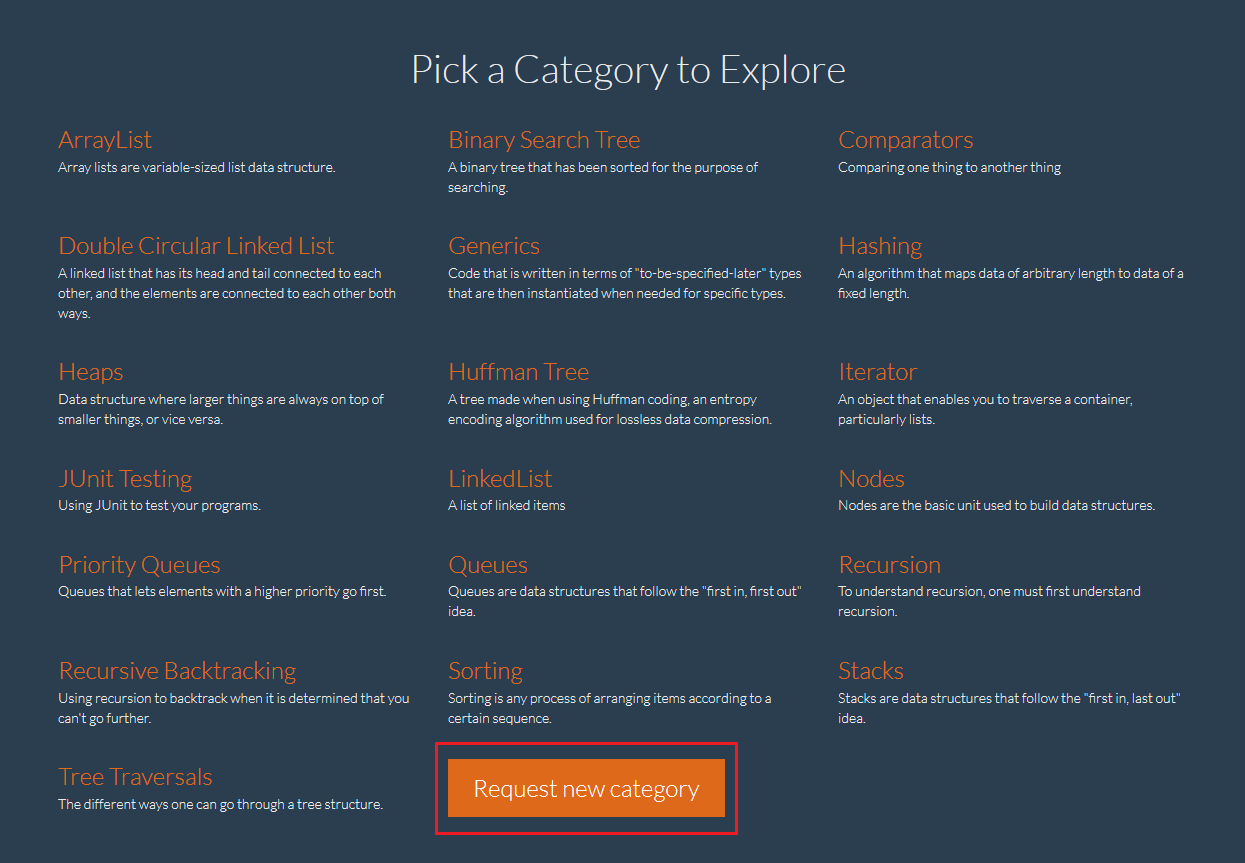 Pick a Category to Explore
ArrayList
Array lists are variable-sized list data structure.
Binary Search Tree
A binary tree that has been sorted for the purpose of
searching.
Comparators
Comparing one thing to another thing
Double Circular Linked List
A linked list that has its head and tail connected to each
other, and the elements are connected to each other both
ways.
Generics
Code that is written in terms of "to-be-specified-later" types
that are then instantiated when needed for specific types.
Hashing
An algorithm that maps data of arbitrary length to data of a
fixed length.
Heaps
Data structure where larger things are always on top of
smaller things, or vice versa.
Huffman Tree
A tree made when using Huffman coding, an entropy
encoding algorithm used for lossless data compression.
Iterator
An object that enables you to traverse a container,
particularly lists.
JUnit Testing
Using JUnit to test your programs.
LinkedList
A list of linked items
Nodes
Nodes are the basic unit used to build data structures.
Priority Queues
Queues that lets elements with a higher priority go first.
Queues
Queues are data structures that follow the "first in, first out"
idea.
Recursion
To understand recursion, one must first understand
recursion.
Recursive Backtracking
Using recursion to backtrack when it is determined that you
can't go further.
Sorting
Sorting is any process of arranging items according to a
certain sequence.
Stacks
Stacks are data structures that follow the "first in, last out"
idea.
Tree Traversals
The different ways one can go through a tree structure.
Request new category